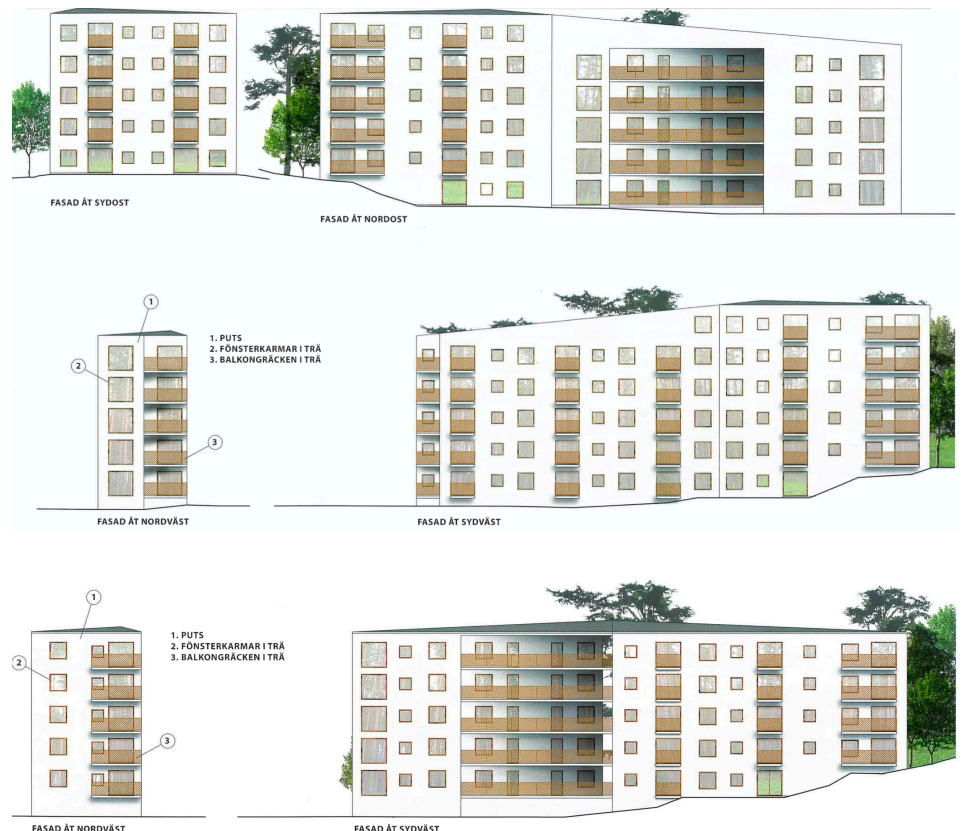 FASAD ÅT SYDOST
FASAD ÅT NORDOST
1
1. PUTS
2. FÖNSTERKARMAR I TRÄ
3. BALKONGRÄCKEN I TRÄ
2
3
FASAD ÅT NORDVÄST
FASAD ÅT SYDVÄST
1
1. PUTS
2. FÖNSTERKARMAR I TRÄ
3. BALKONGRÄCKEN I TRÄ
2
3
FASAD ÅT NORDVÄST
FASAD ÅT SYDVÄST